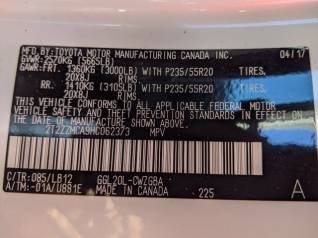 MFD. BY: TOYOTA MOTOR MANUFACTURING CANADA INC. 04/17
GVWR: 2570KG (5665LB)
GAWR: FRT. 1360KG (3000LB) WITH P235/55R20 TIRES,
20X8J RIMS,
RR. 1410KG (3105LB) WITH P235/55R20 TIRES,
20X8J RIMS,
THIS VEHICLE CONFORMS TO ALL APPLICABLE FEDERAL MOTOR
VEHICLE SAFETY AND THEFT PREVENTION STANDARDS IN EFFECT ON
THE DATE OF MANUFACTURE SHOWN ABOVE.
2T2ZZMCA9HC062373 MPV
C/TR:085/LB12 GGL20L-CWZGBA
A/TM:-01A/U881E MADE IN CANADA 225 A